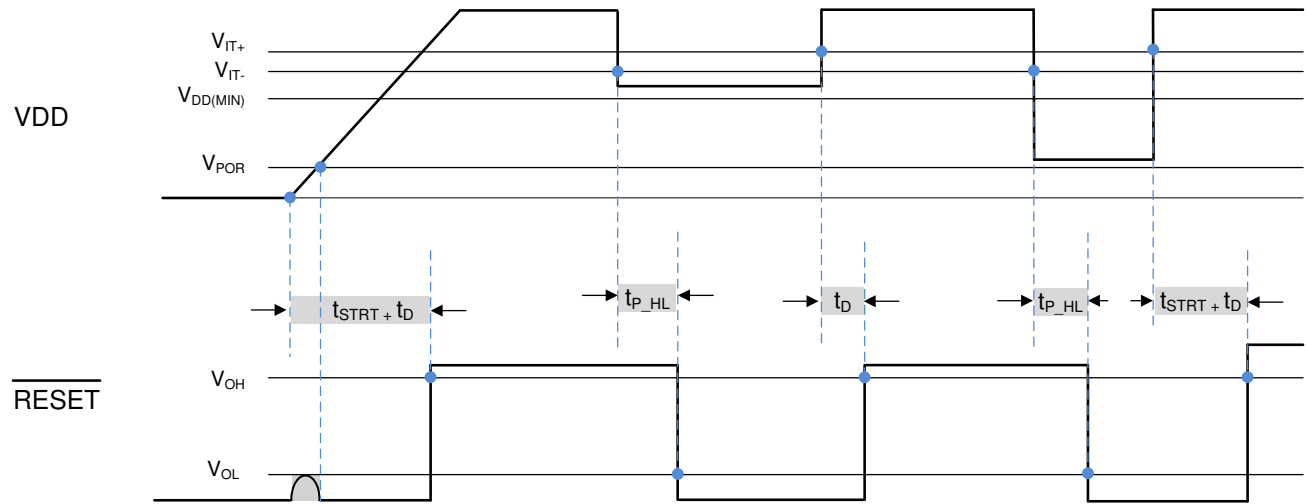 V_IT+
V_IT-
V_DD(MIN)
VDD
V_POR
t_STRT + t_D
t_P_HL
t_D
t_P_HL
t_STRT + t_D
V_OH
RESET
V_OL